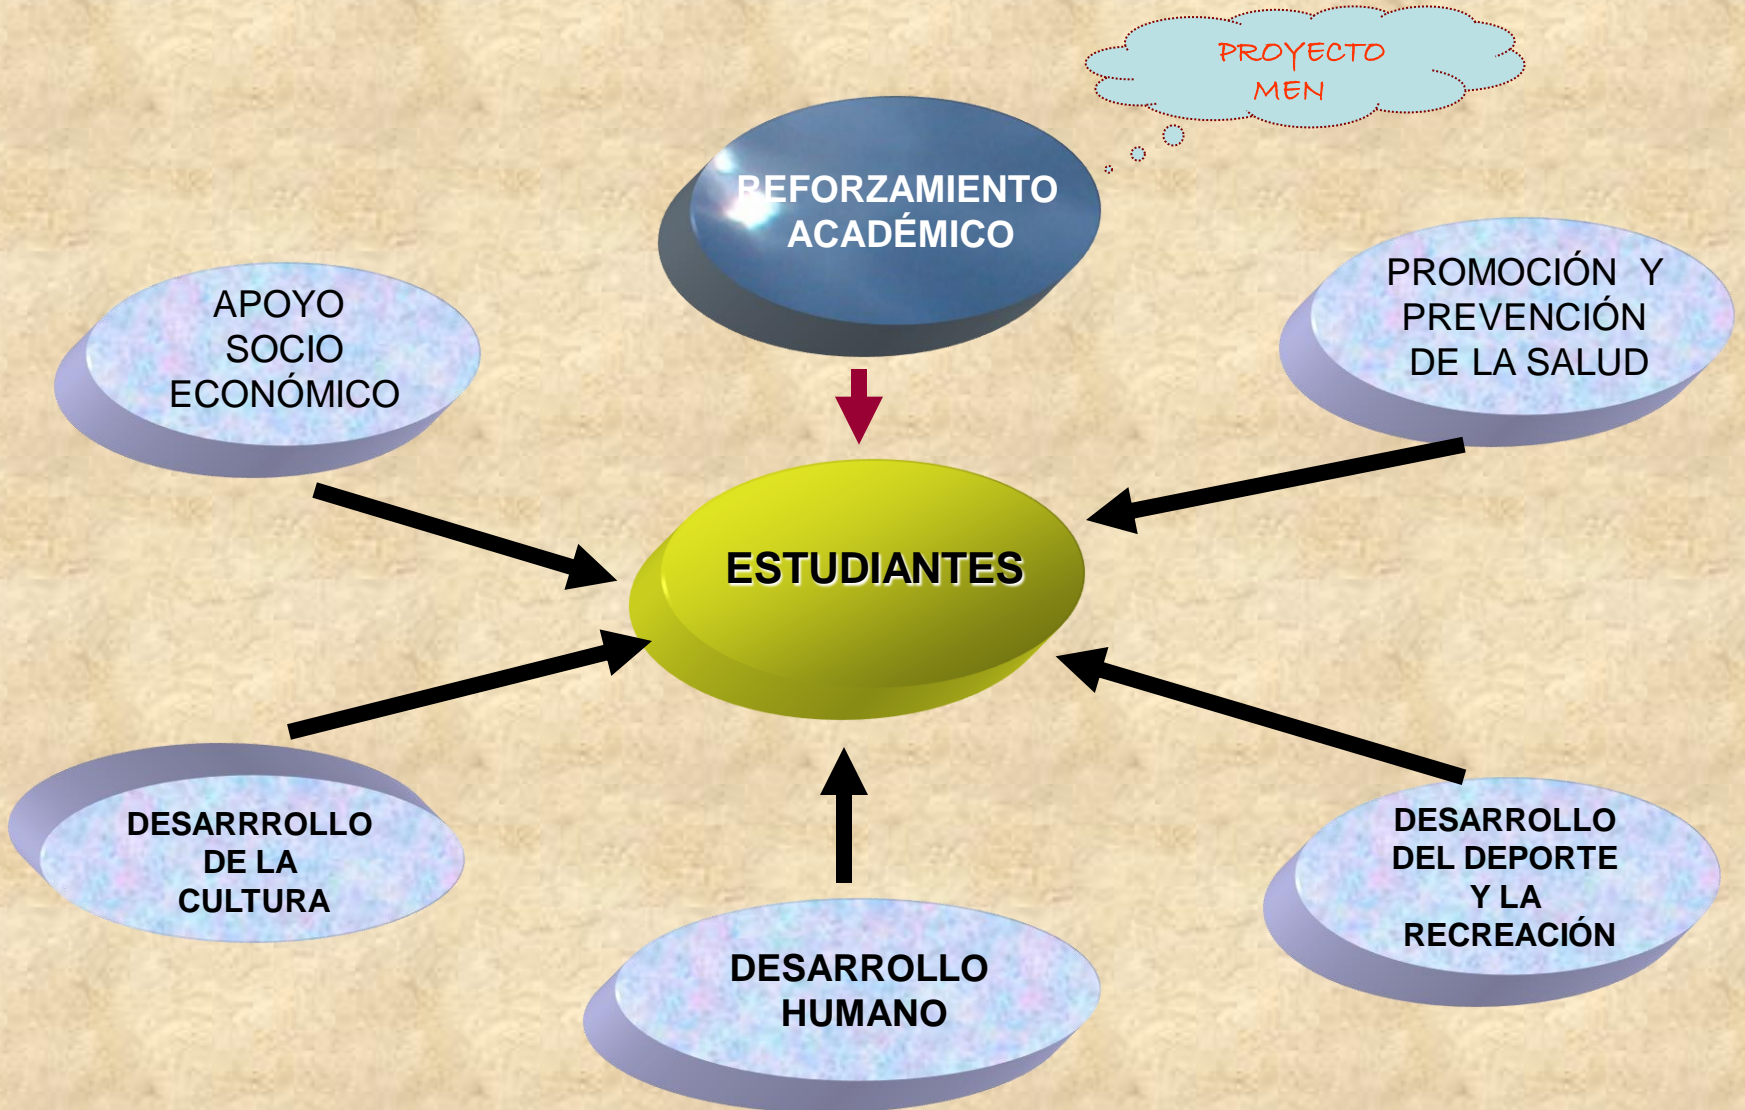 PROYECTO
MEN
REFORZAMIENTO
ACADÉMICO
APOYO
SOCIO
ECONÓMICO
PROMOCIÓN Y
PREVENCIÓN
DE LA SALUD
ESTUDIANTES
DESARRROLLO
DE LA
CULTURA
DESARROLLO
HUMANO
DESARROLLO
DEL DEPORTE
Y LA
RECREACIÓN